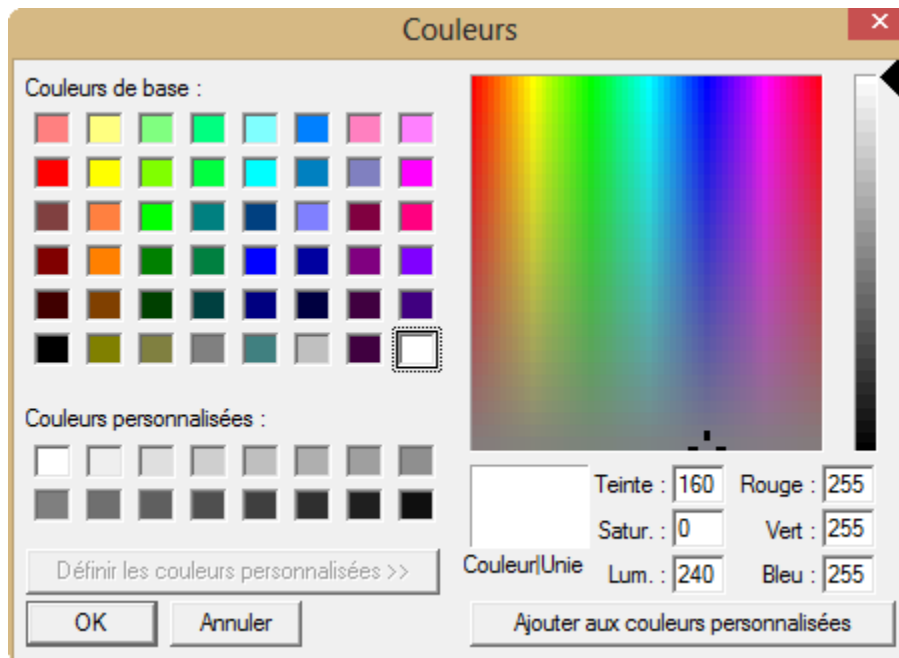 Couleurs
Couleurs de base :
Couleurs personnalisées :
Définir les couleurs personnalisées >>
OK
Annuler
Couleur|Unie
Teinte : 160
Satur. : 0
Lum. : 240
Rouge : 255
Vert : 255
Bleu : 255
Ajouter aux couleurs personnalisées